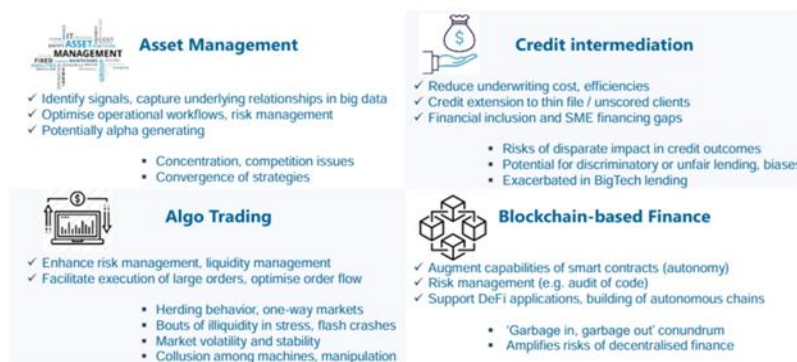 IT
ASSET
MANAGEMENT
FIXED
Asset Management
✓ Identify signals, capture underlying relationships in big data
✓ Optimise operational workflows, risk management
✓ Potentially alpha generating
▪ Concentration, competition issues
▪ Convergence of strategies
$
Credit intermediation
✓ Reduce underwriting cost, efficiencies
✓ Credit extension to thin file / unscored clients
✓ Financial inclusion and SME financing gaps
▪ Risks of disparate impact in credit outcomes
▪ Potential for discriminatory or unfair lending, biases
▪ Exacerbated in BigTech lending
$
Algo Trading
✓ Enhance risk management, liquidity management
✓ Facilitate execution of large orders, optimise order flow
▪ Herding behavior, one-way markets
▪ Bouts of illiquidity in stress, flash crashes
▪ Market volatility and stability
▪ Collusion among machines, manipulation
Blockchain-based Finance
✓ Augment capabilities of smart contracts (autonomy)
✓ Risk management (e.g. audit of code)
✓ Support DeFi applications, building of autonomous chains
▪ 'Garbage in, garbage out' conundrum
▪ Amplifies risks of decentralised finance